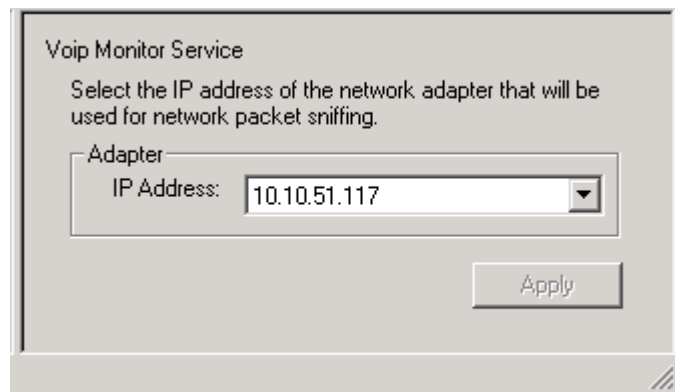 Voip Monitor Service
Select the IP address of the network adapter that will be
used for network packet sniffing.
Adapter
IP Address: 10.10.51.117
Apply